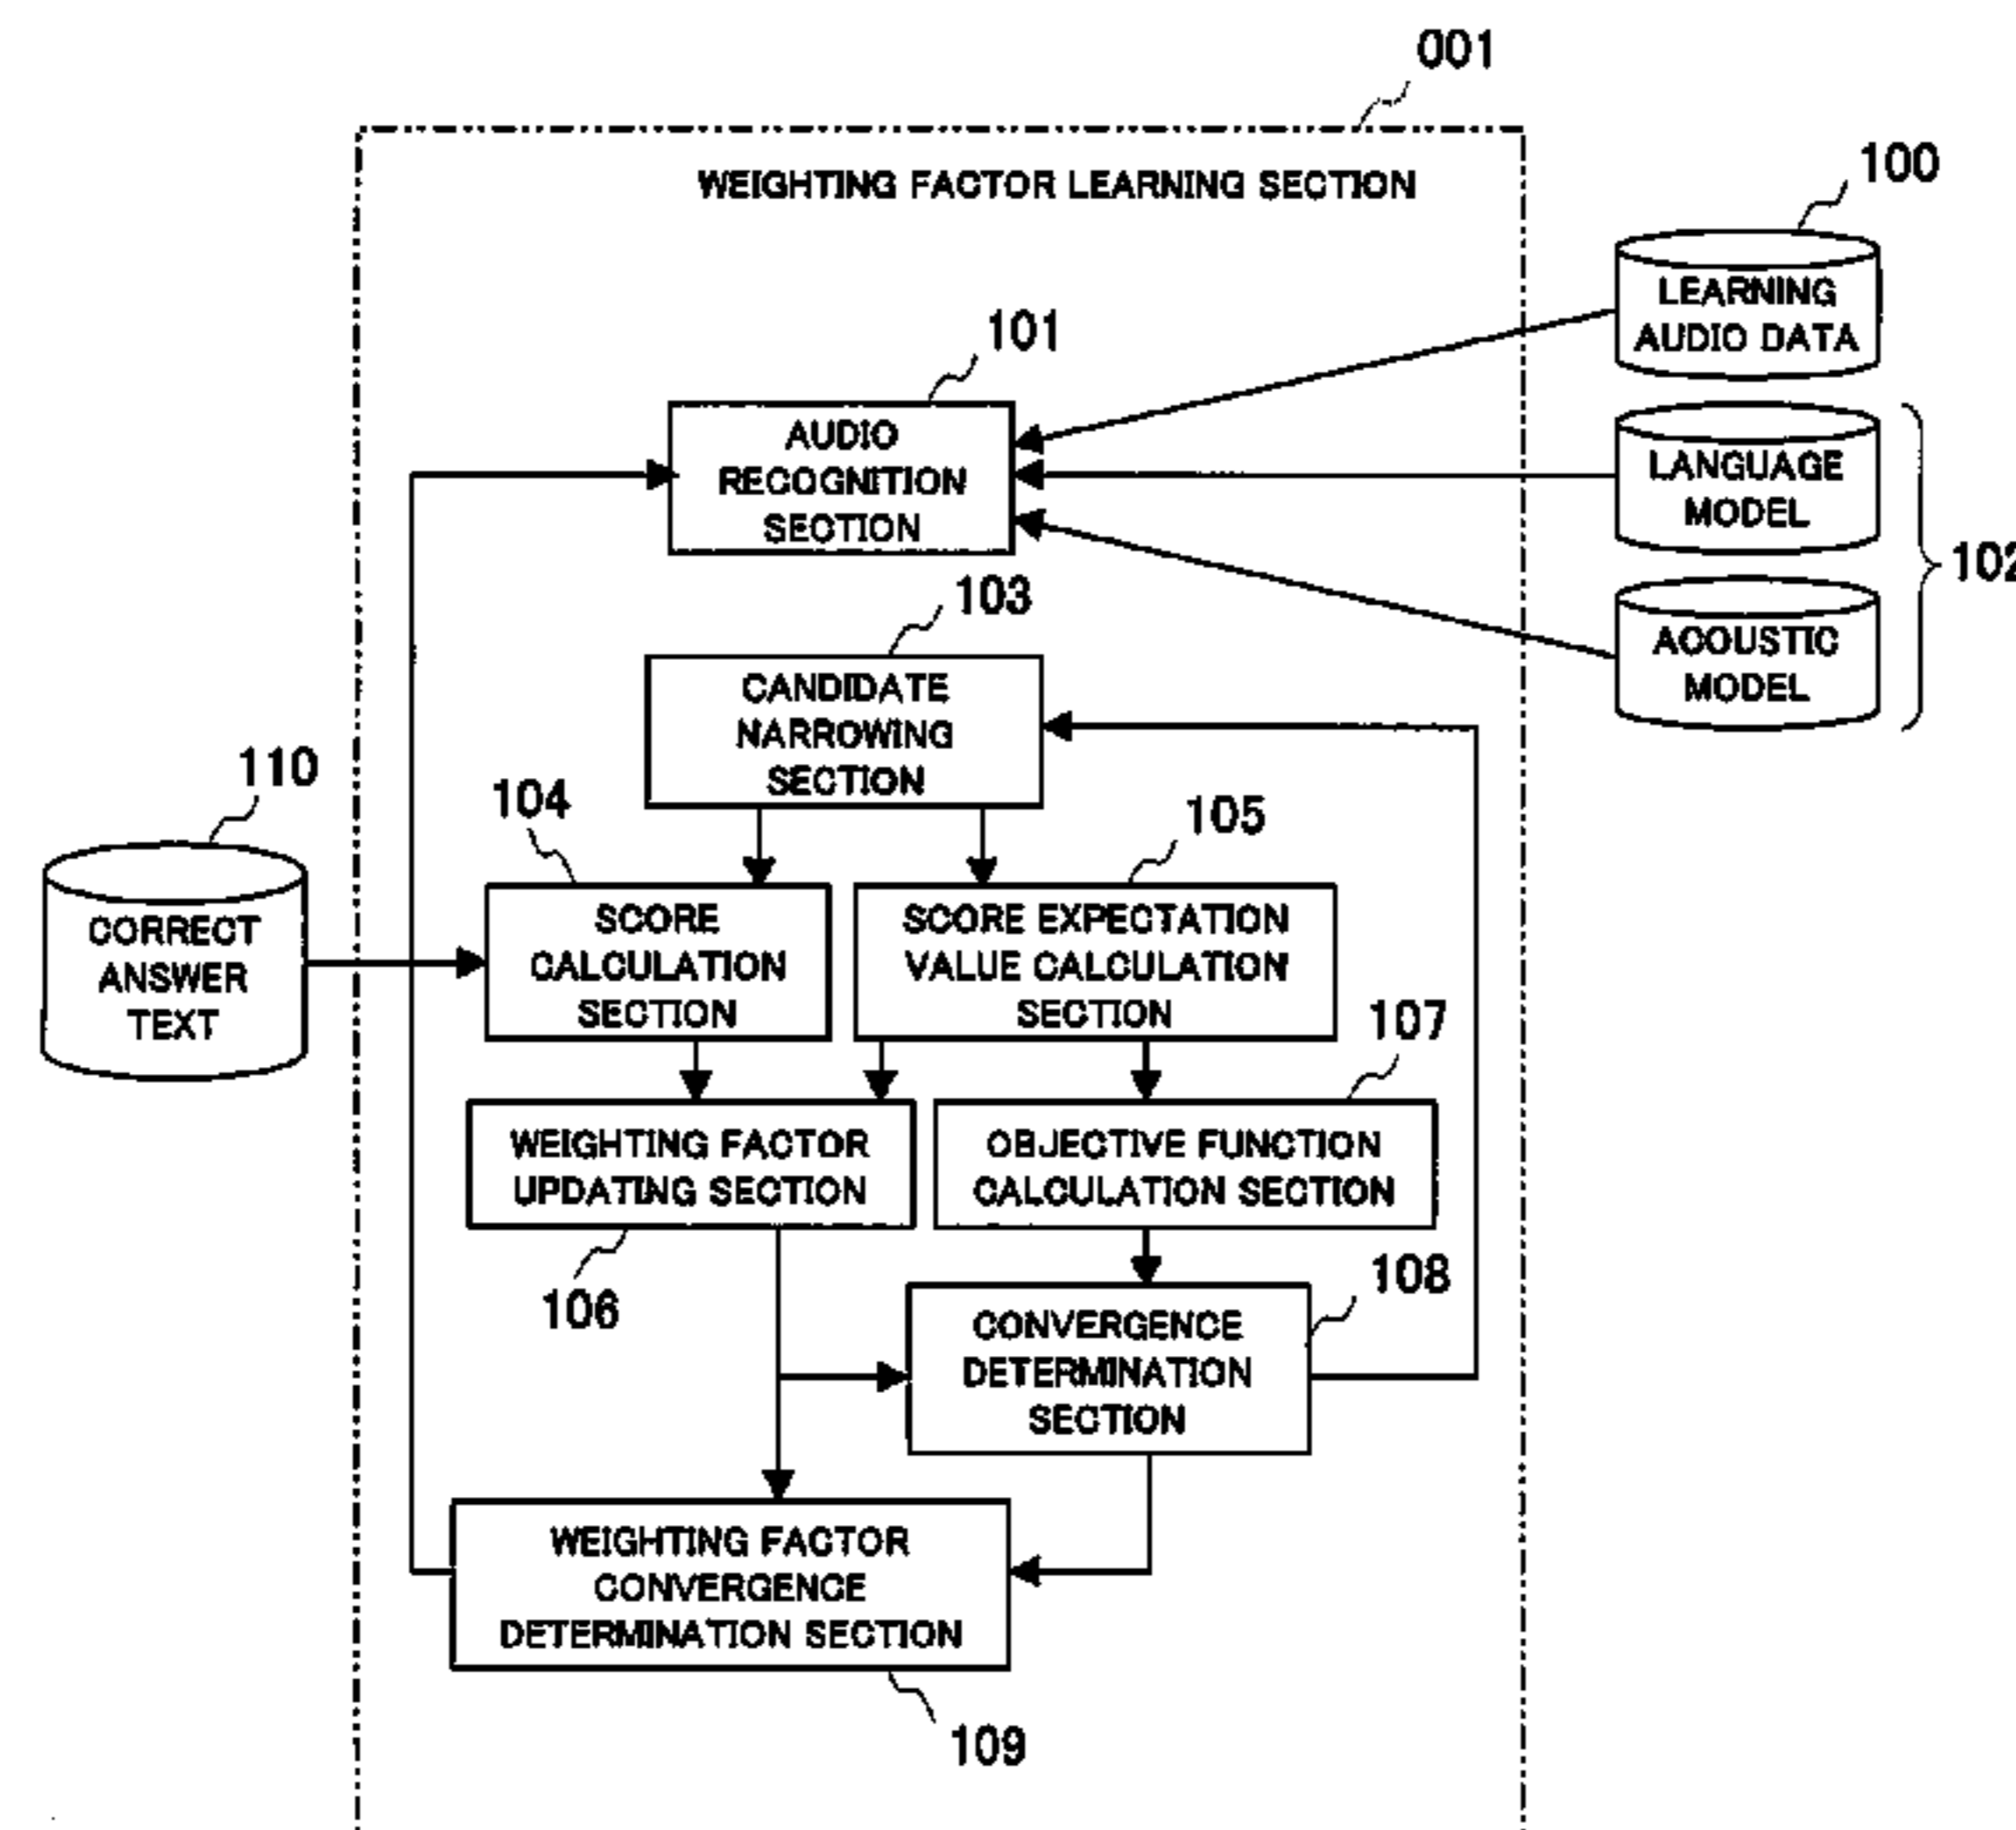 001
WEIGHTING FACTOR LEARNING SECTION
100
LEARNING
AUDIO DATA
101
AUDIO
RECOGNITION
SECTION
LANGUAGE
MODEL
102
ACOUSTIC
MODEL
103
CANDIDATE
NARROWING
SECTION
110
CORRECT
ANSWER
TEXT
104
SCORE
CALCULATION
SECTION
105
SCORE EXPECTATION
VALUE CALCULATION
SECTION
106
WEIGHTING FACTOR
UPDATING SECTION
107
OBJECTIVE FUNCTION
CALCULATION SECTION
108
CONVERGENCE
DETERMINATION
SECTION
WEIGHTING FACTOR
CONVERGENCE
DETERMINATION SECTION
109